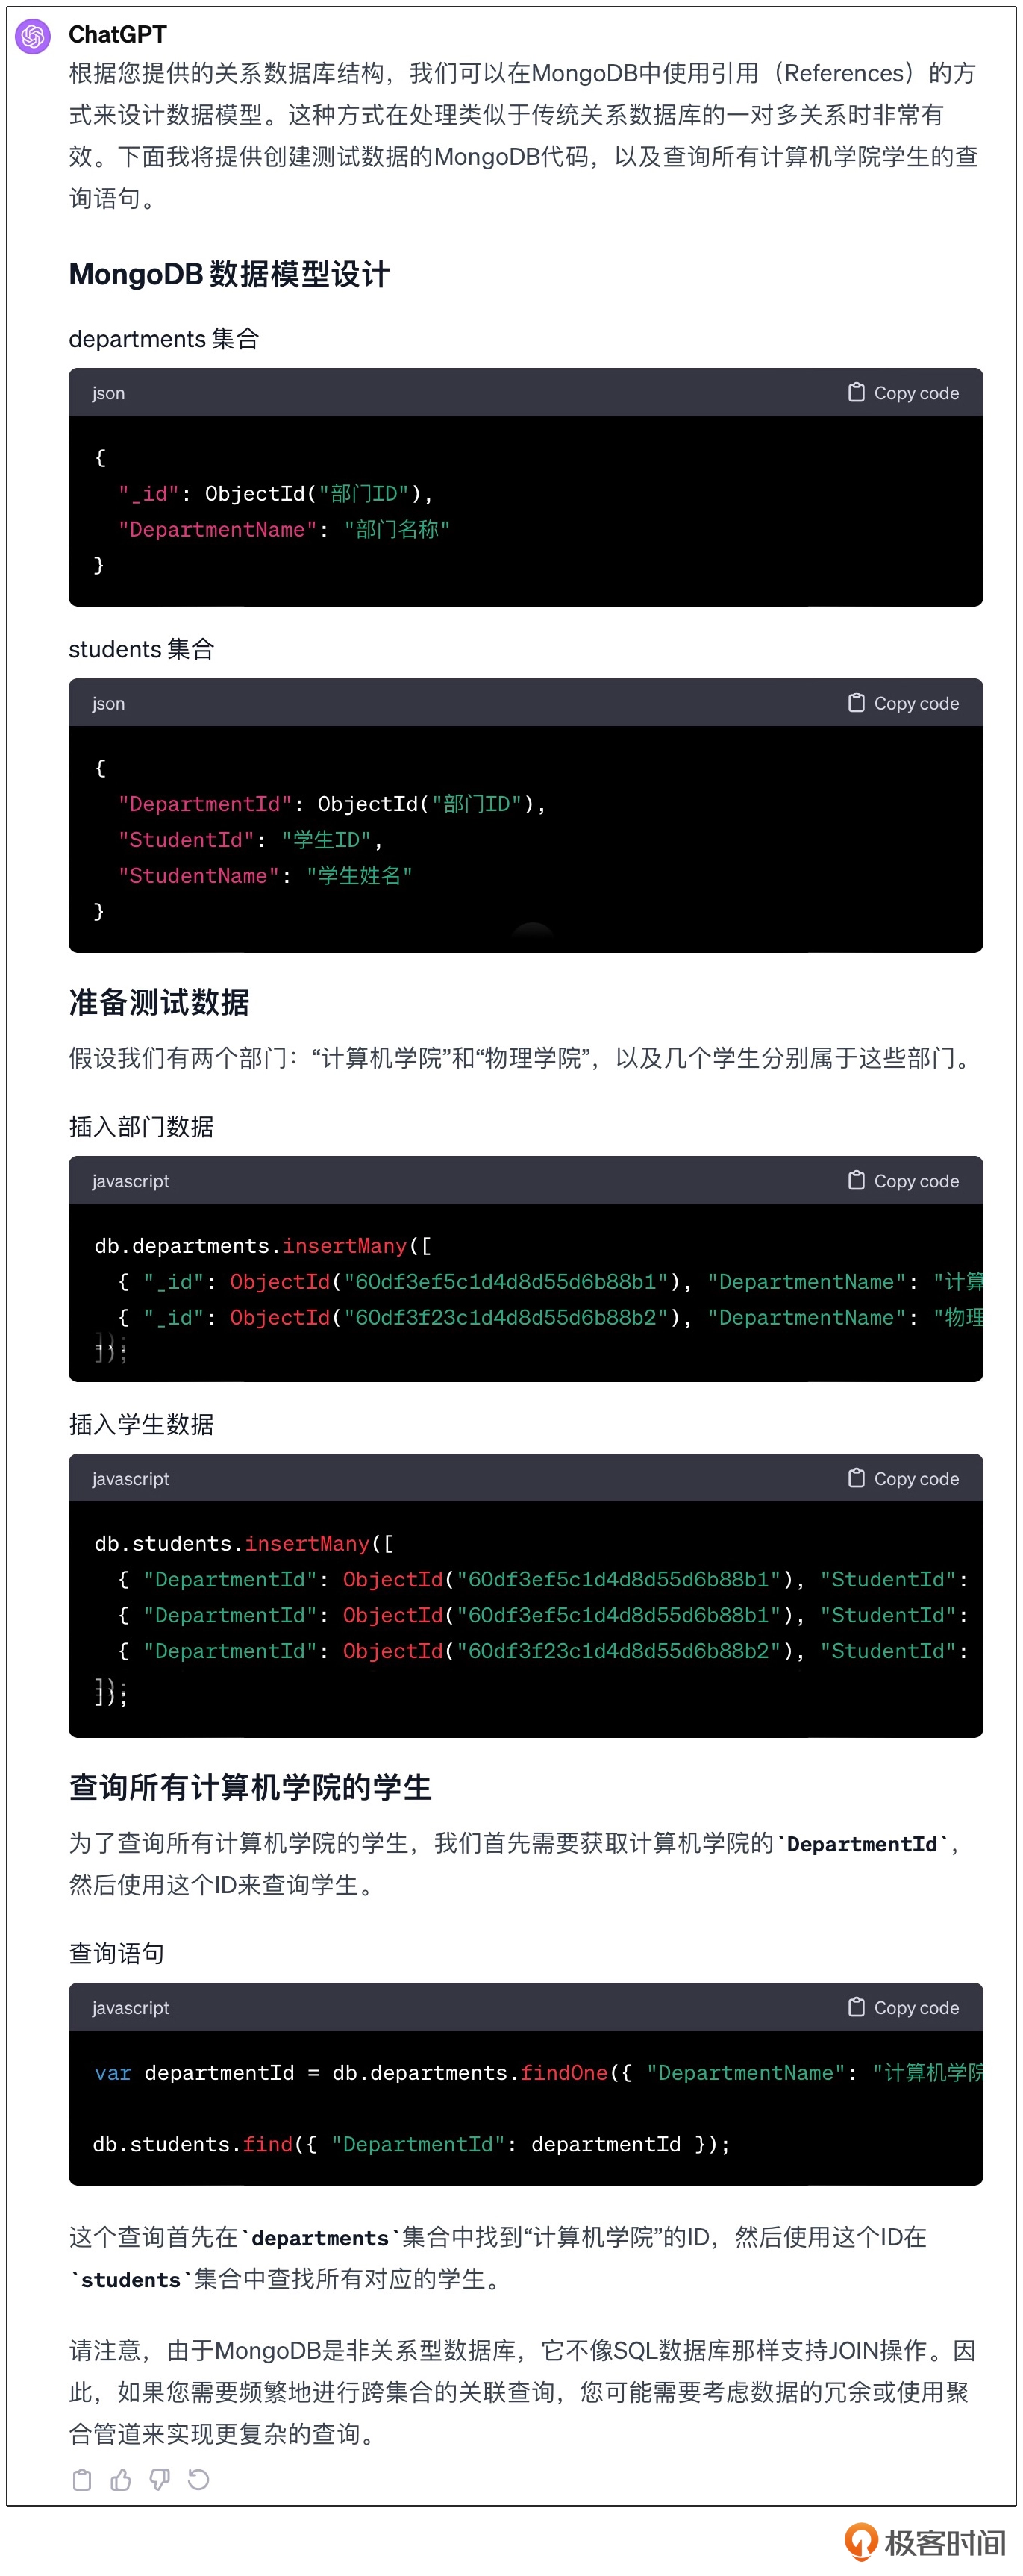 ChatGPT
根据您提供的关系数据库结构，我们可以在MongoDB中使用引用（References）的方
式来设计数据模型。这种方式在处理类似于传统关系数据库的一对多关系时非常有
效。下面我将提供创建测试数据的MongoDB代码，以及查询所有计算机学院学生的查
询语句。
MongoDB 数据模型设计
departments 集合
json Copy code
{
"_id": ObjectId("部门ID"),
"DepartmentName": "部门名称"
}
students 集合
json Copy code
{
"DepartmentId": ObjectId("部门ID"),
"StudentId": "学生ID",
"StudentName": "学生姓名"
}
准备测试数据
假设我们有两个部门：“计算机学院”和“物理学院”，以及几个学生分别属于这些部门。
插入部门数据
javascript Copy code
db.departments.insertMany([
{ "_id": ObjectId("60df3ef5c1d4d8d55d6b88b1"), "DepartmentName": "计算
{ "_id": ObjectId("60df3f23c1d4d8d55d6b88b2"), "DepartmentName": "物理
]);
插入学生数据
javascript Copy code
db.students.insertMany([
{ "DepartmentId": ObjectId("60df3ef5c1d4d8d55d6b88b1"), "StudentId":
{ "DepartmentId": ObjectId("60df3ef5c1d4d8d55d6b88b1"), "StudentId":
{ "DepartmentId": ObjectId("60df3f23c1d4d8d55d6b88b2"), "StudentId":
]);
查询所有计算机学院的学生
为了查询所有计算机学院的学生，我们首先需要获取计算机学院的`DepartmentId`，
然后使用这个ID来查询学生。
查询语句
javascript Copy code
var departmentId = db.departments.findOne({ "DepartmentName": "计算机学院
db.students.find({ "DepartmentId": departmentId });
这个查询首先在`departments`集合中找到“计算机学院”的ID，然后使用这个ID在
`students`集合中查找所有对应的学生。
请注意，由于MongoDB是非关系型数据库，它不像SQL数据库那样支持JOIN操作。因
此，如果您需要频繁地进行跨集合的关联查询，您可能需要考虑数据的冗余或使用聚
合管道来实现更复杂的查询。
极客时间